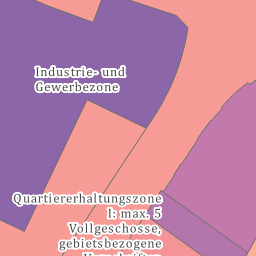 Industrie- und
Gewerbezone
Quartiererhaltungszone
I: max. 5
Vollgeschosse,
gebietsbezogene